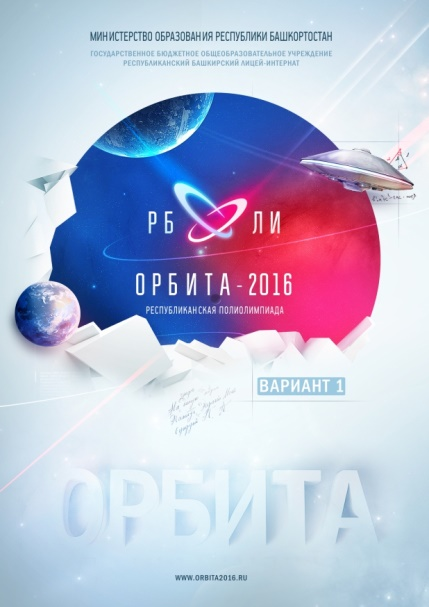 МИНИСТЕРСТВО ОБРАЗОВАНИЯ РЕСПУБЛИКИ БАШКОРТОСТАН
ГОСУДАРСТВЕННОЕ БЮДЖЕТНОЕ ОБЩЕОБРАЗОВАТЕЛЬНОЕ УЧРЕЖДЕНИЕ
РЕСПУБЛИКАНСКИЙ БАШКИРСКИЙ ЛИЦЕЙ-ИНТЕРНАТ
РБ ЛИ
ОРБИТА-2016
РЕСПУБЛИКАНСКАЯ ПОЛИОЛИМПИАДА
ВАРИАНТ 1
ОРБИТА
WWW.ORBITA2016.RU